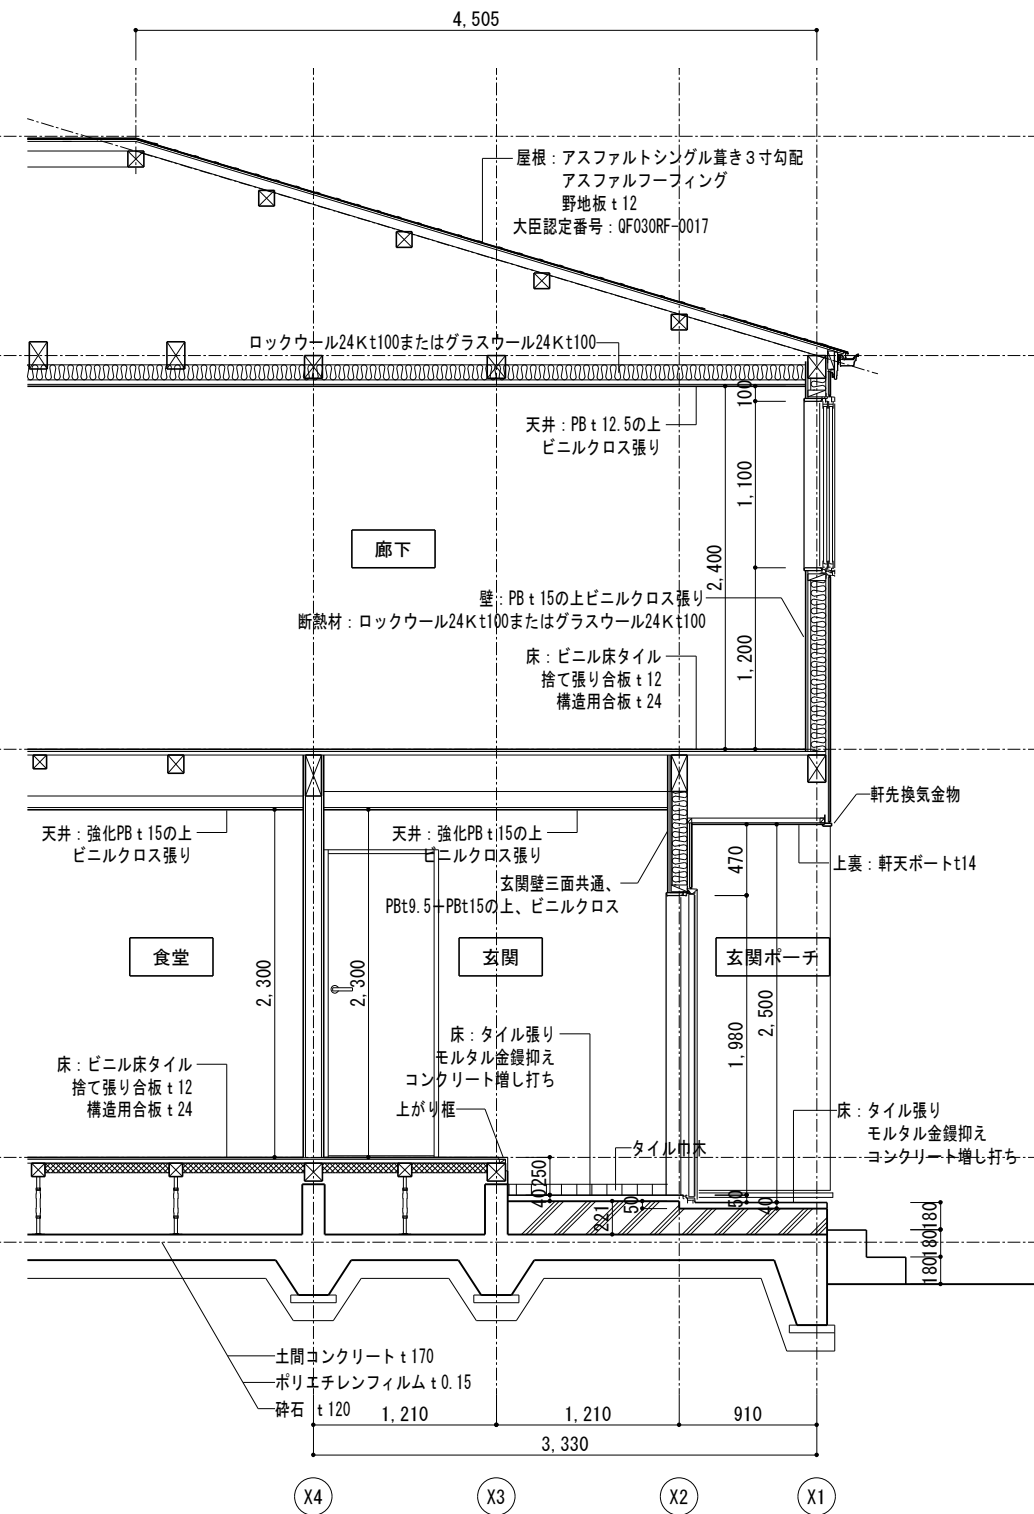 4,505
屋根：アスファルトシングル葺き３寸勾配
アスファルフーフィング
野地板ｔ12
大臣認定番号：QF030RF-0017
ロックウール24Kt100またはグラスウール24Kt100
100
天井：PBｔ12.5の上
ビニルクロス張り
1,100
廊下
2,400
壁：PBｔ15の上ビニルクロス張り
断熱材：ロックウール24Kt100またはグラスウール24Kt100
1,200
床：ビニル床タイル
捨て張り合板ｔ12
構造用合板ｔ24
軒先換気金物
天井：強化PBｔ15の上
ビニルクロス張り
天井：強化PBｔ15の上
ビニルクロス張り
470
上裏：軒天ボートt14
玄関壁三面共通、
PBt9.5+PBt15の上、ビニルクロス
食堂
玄関
玄関ポーチ
2,300
2,300
2,500
1,980
床：タイル張り
モルタル金鏝抑え
コンクリート増し打ち
床：ビニル床タイル
捨て張り合板ｔ12
構造用合板ｔ24
上がり框
床：タイル張り
モルタル金鏝抑え
コンクリート増し打ち
タイル巾木
250
40
50
221
50
40
180
180
180
土間コンクリートｔ170
ポリエチレンフィルムｔ0.15
砕石　ｔ120
1,210
1,210
910
3,330
X4
X3
X2
X1